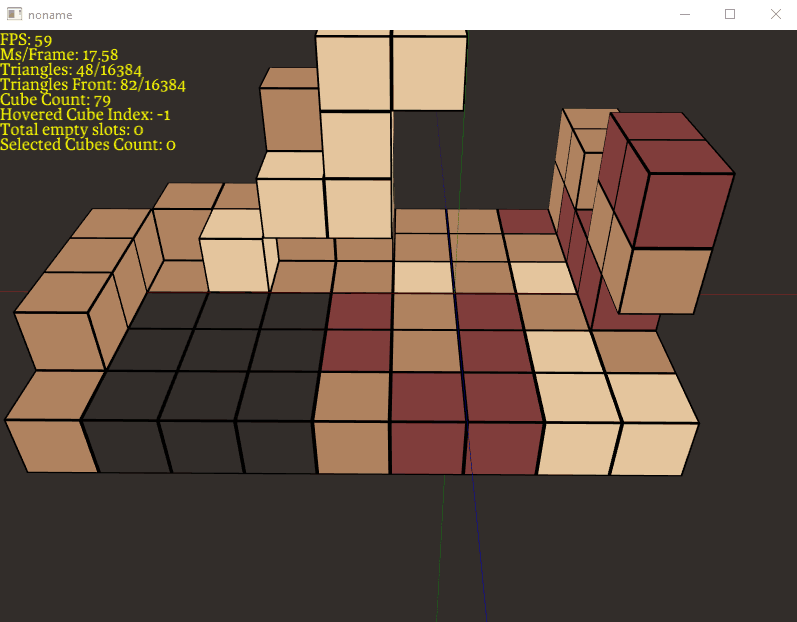 noname
FPS: 59
Ms/Frame: 17.58
Triangles: 48/16384
Triangles Front: 82/16384
Cube Count: 79
Hovered Cube Index: -1
Total empty slots: 0
Selected Cubes Count: 0